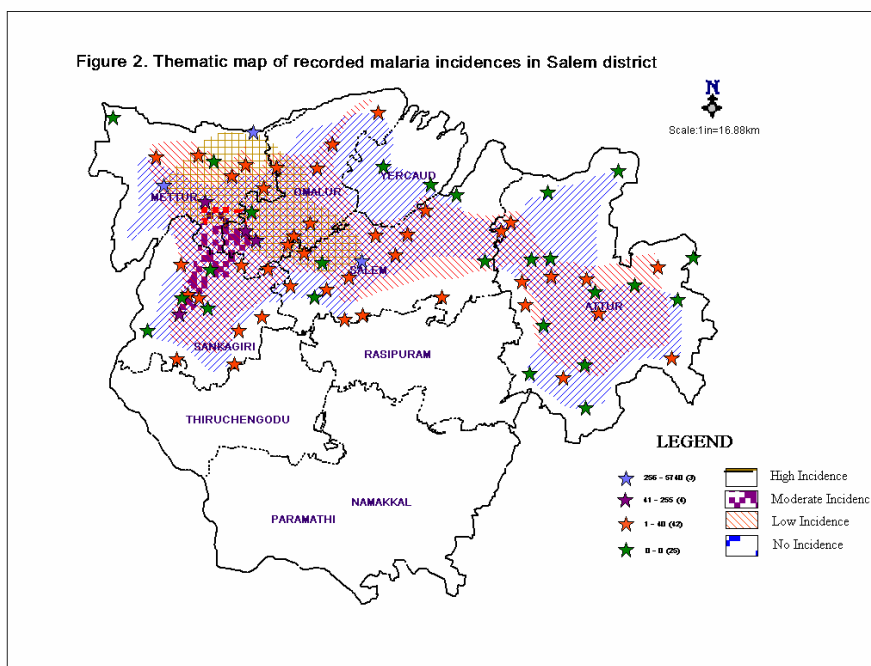 Figure 2. Thematic map of recorded malaria incidences in Salem district
N
Scale:1in=16.88km
YERCAUD
OMALUR
METTUR
SALEM
ATTUR
SANKAGIRI
RASIPURAM
THIRUCHENGODU
NAMAKKAL
PARAMATHI
LEGEND
256 - 5740 (3) High Incidence
41 - 255 (4) Moderate Incidenc
1 - 40 (42) Low Incidence
0 - 0 (25) No Incidence